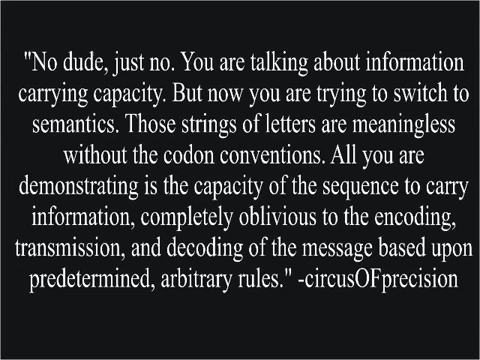 "No dude, just no. You are talking about information
carrying capacity. But now you are trying to switch to
semantics. Those strings of letters are meaningless
without the codon conventions. All you are
demonstrating is the capacity of the sequence to carry
information, completely oblivious to the encoding,
transmission, and decoding of the message based upon
predetermined, arbitrary rules." -circusOFprecision